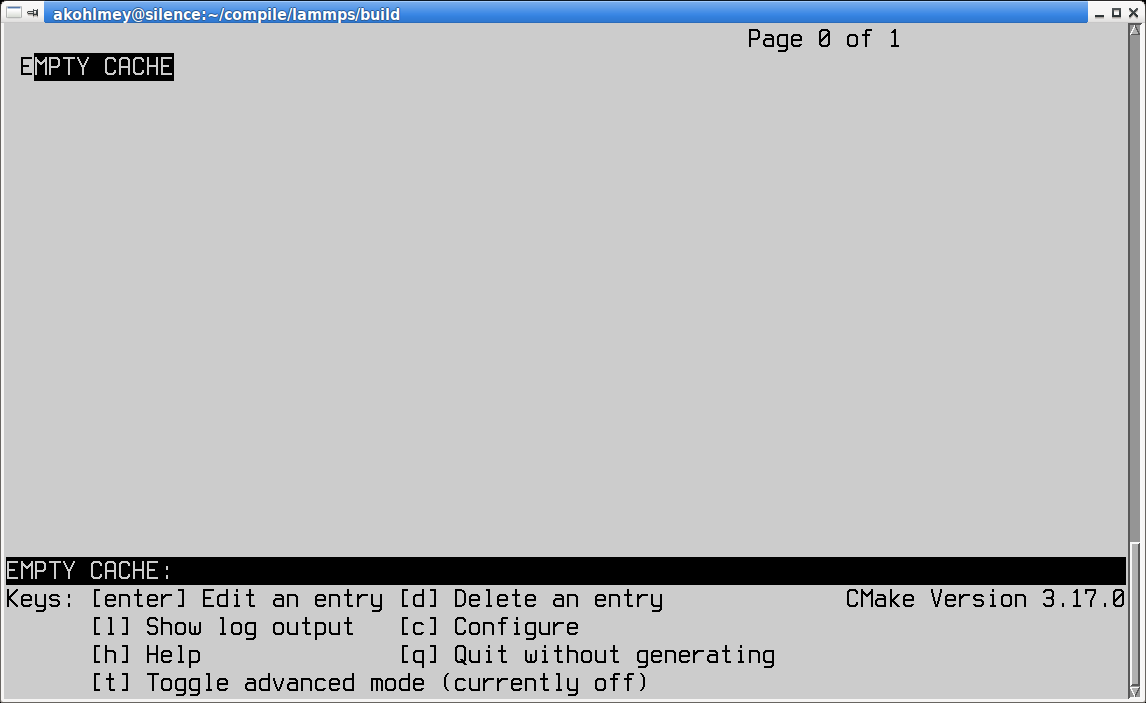 akohlmey@silence:~/compile/lammps/build
Page 0 of 1
EMPTY CACHE
EMPTY CACHE:
Keys: [enter] Edit an entry [d] Delete an entry CMake Version 3.17.0
[l] Show log output [c] Configure
[h] Help [q] Quit without generating
[t] Toggle advanced mode (currently off)